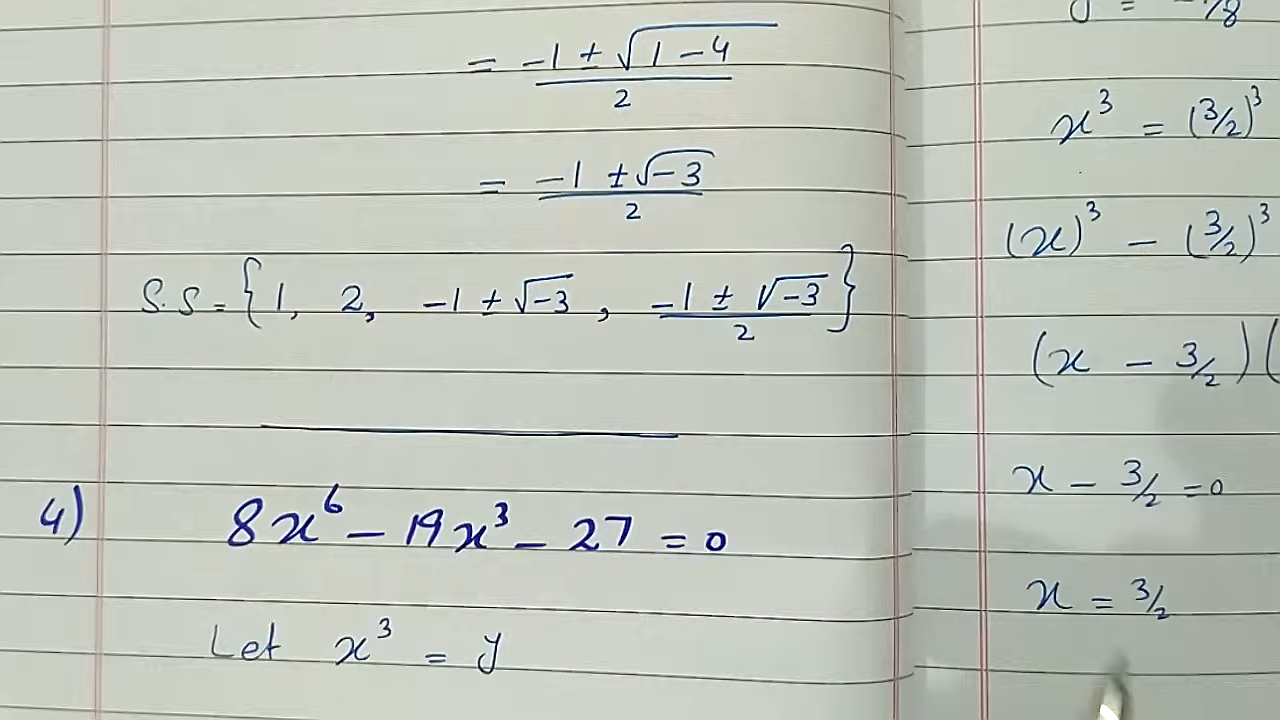 = -1 ± √1 - 4 / 2
= -1 ± √-3 / 2
S.S = {1, 2, -1 ± √-3, -1 ± √-3 / 2}
4) 8x⁶ - 19x³ - 27 = 0
Let x³ = y
x³ = (3/2)³
(x)³ - (3/2)³
(x - 3/2)(
x - 3/2 = 0
x = 3/2